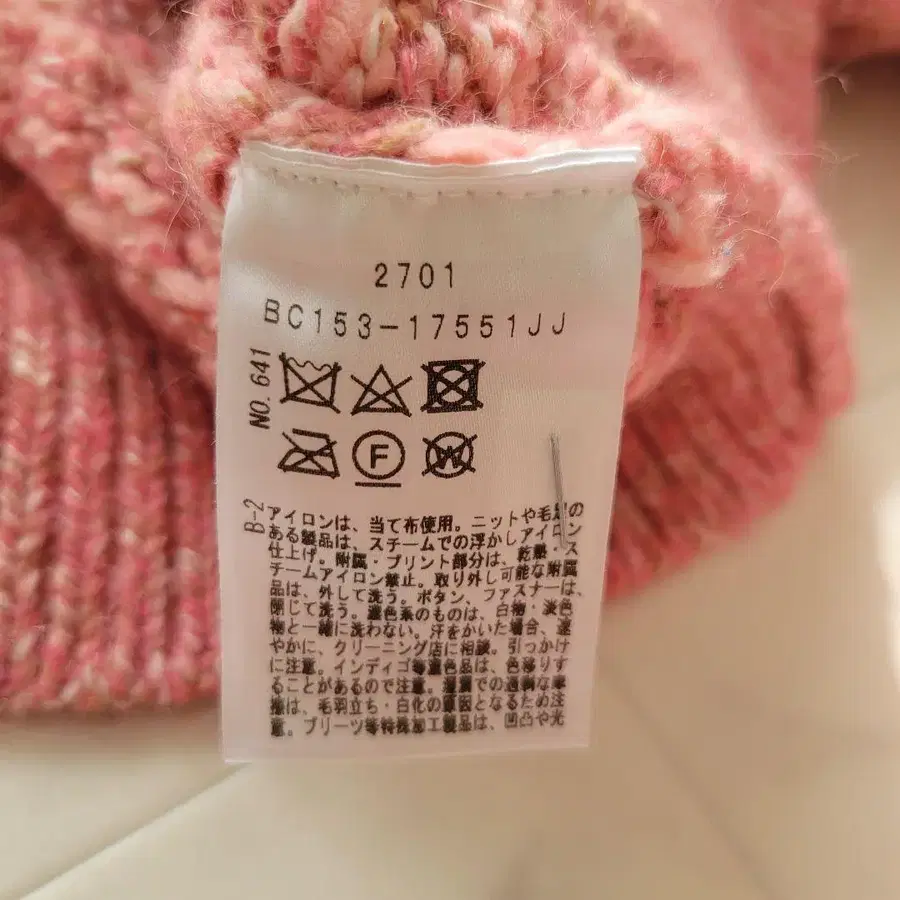 2701
BC153-17551JJ
NO. 641
F
W
B-2
アイロンは、当て布使用。ニットや毛足の
ある製品は、スチームでの浮かしアイロン
仕上げ。附属・プリント部分は、乾熱・ス
チームアイロン禁止。取り外し可能な附属
品は、外して洗う。ボタン、ファスナーは、
閉じて洗う。濃色系のものは、白物・淡色
物と一緒に洗わない。汗をかいた場合、速
やかに、クリーニング店に相談。引っかけ
に注意。インディゴ等濃色品は、色移りす
ることがあるので注意。湿潤での過剰な摩
擦は、毛羽立ち・白化の原因となるため注
意。プリーツ等特殊加工製品は、凹凸や光